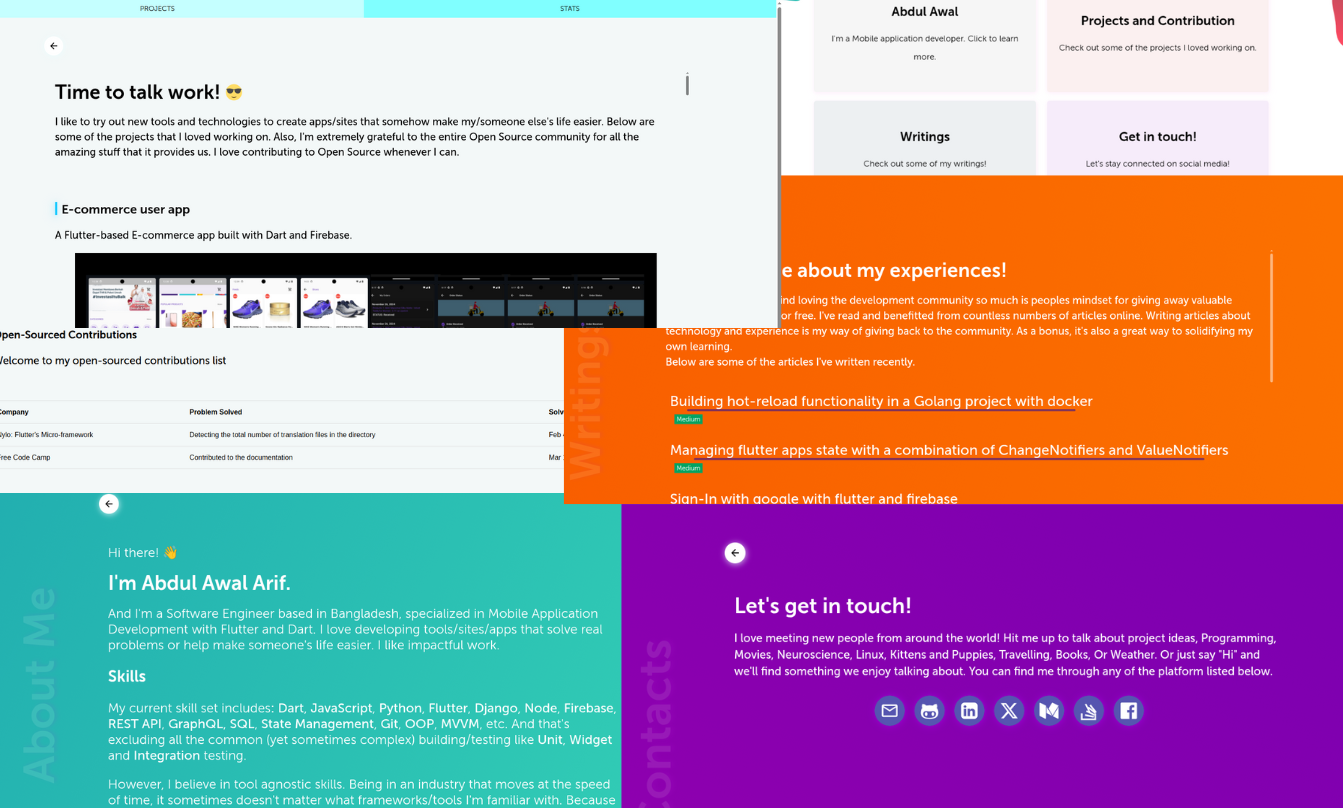 PROJECTS
STATS
Time to talk work! 😎
I like to try out new tools and technologies to create apps/sites that somehow make my/someone else's life easier. Below are
some of the projects that I loved working on. Also, I'm extremely grateful to the entire Open Source community for all the
amazing stuff that it provides us. I love contributing to Open Source whenever I can.
E-commerce user app
A Flutter-based E-commerce app built with Dart and Firebase.
Abdul Awal
I'm a Mobile application developer. Click to learn
more.
Projects and Contribution
Check out some of the projects I loved working on.
Writings
Check out some of my writings!
Get in touch!
Let's stay connected on social media!
e about my experiences!
ind loving the development community so much is peoples mindset for giving away valuable
or free. I've read and benefitted from countless numbers of articles online. Writing articles about
technology and experience is my way of giving back to the community. As a bonus, it's also a great way to solidifying my
own learning.
Below are some of the articles I've written recently.
Writings
Building hot-reload functionality in a Golang project with docker
Medium
Managing flutter apps state with a combination of ChangeNotifiers and ValueNotifiers
Medium
Sign-In with google with flutter and firebase
Open-Sourced Contributions
Welcome to my open-sourced contributions list
Company Problem Solved Solv
Nylo: Flutter's Micro-framework Detecting the total number of translation files in the directory Feb
Free Code Camp Contributed to the documentation Mar
About Me
Hi there! 👋
I'm Abdul Awal Arif.
And I'm a Software Engineer based in Bangladesh, specialized in Mobile Application
Development with Flutter and Dart. I love developing tools/sites/apps that solve real
problems or help make someone's life easier. I like impactful work.
Skills
My current skill set includes: Dart, JavaScript, Python, Flutter, Django, Node, Firebase,
REST API, GraphQL, SQL, State Management, Git, OOP, MVVM, etc. And that's
excluding all the common (yet sometimes complex) building/testing like Unit, Widget
and Integration testing.
However, I believe in tool agnostic skills. Being in an industry that moves at the speed
of time, it sometimes doesn't matter what frameworks/tools I'm familiar with. Because
contacts
Let's get in touch!
I love meeting new people from around the world! Hit me up to talk about project ideas, Programming,
Movies, Neuroscience, Linux, Kittens and Puppies, Travelling, Books, Or Weather. Or just say "Hi" and
we'll find something we enjoy talking about. You can find me through any of the platform listed below.